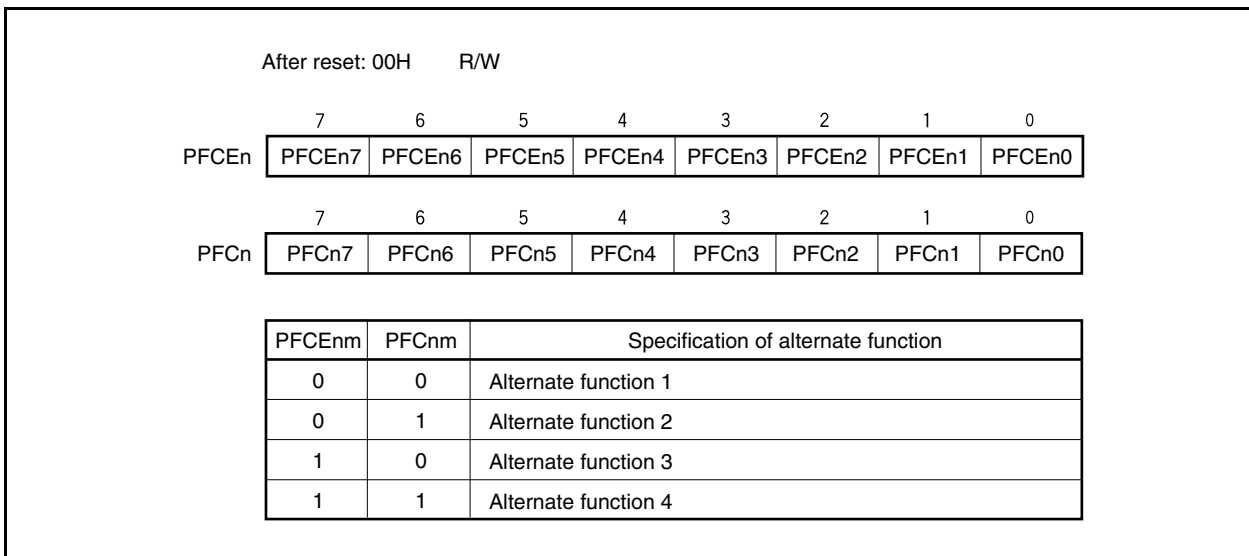 After reset: 00H R/W
7 6 5 4 3 2 1 0
PFCEn PFCEn7 PFCEn6 PFCEn5 PFCEn4 PFCEn3 PFCEn2 PFCEn1 PFCEn0
7 6 5 4 3 2 1 0
PFCn PFCn7 PFCn6 PFCn5 PFCn4 PFCn3 PFCn2 PFCn1 PFCn0
PFCEnm PFCnm Specification of alternate function
0 0 Alternate function 1
0 1 Alternate function 2
1 0 Alternate function 3
1 1 Alternate function 4